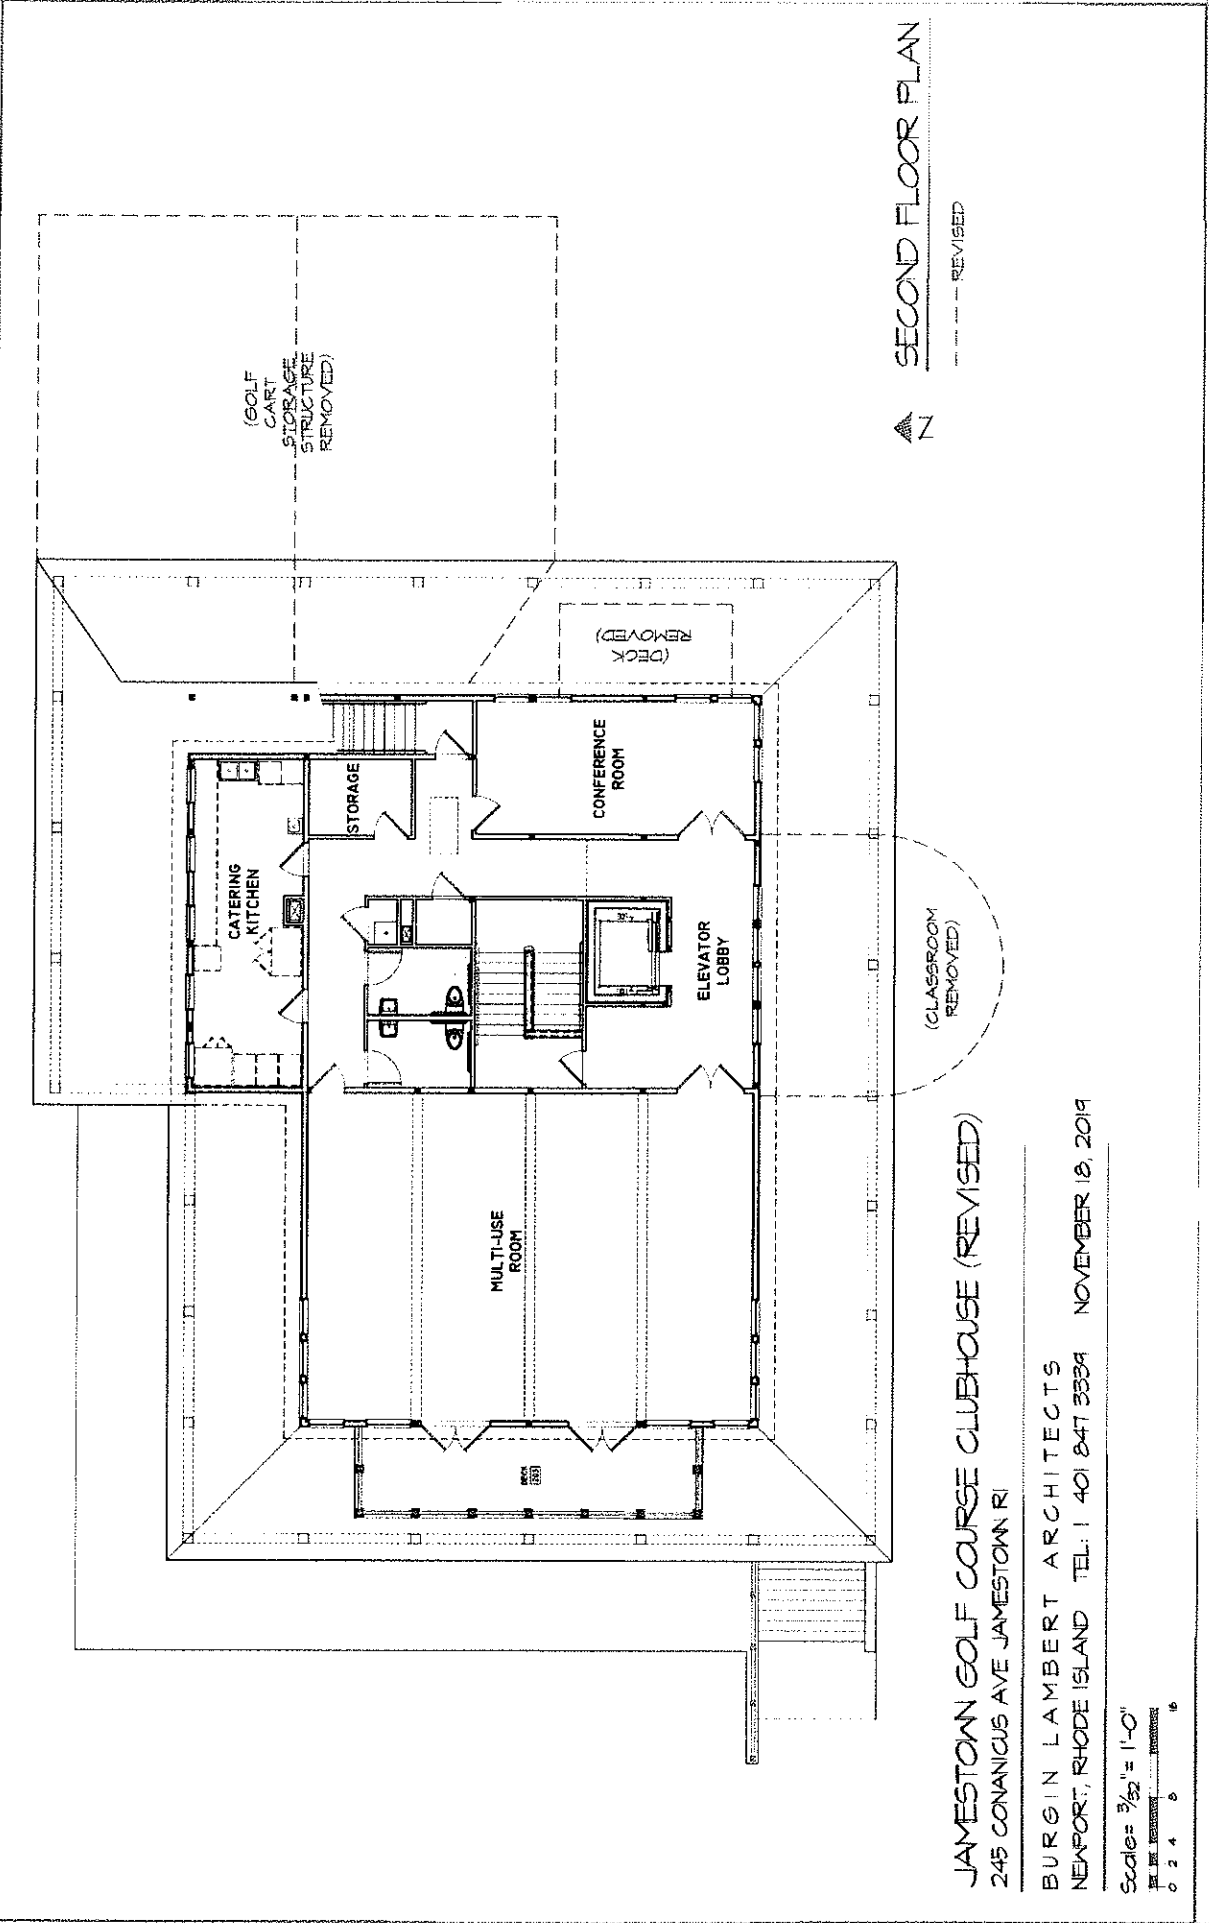 (GOLF
CART
STORAGE
STRUCTURE
REMOVED)
(DECK
REMOVED)
CATERING
KITCHEN
STORAGE
CONFERENCE
ROOM
ELEVATOR
LOBBY
(CLASSROOM
REMOVED)
MULTI-USE
ROOM
DECK
N
SECOND FLOOR PLAN
REVISED
JAMESTOWN GOLF COURSE CLUBHOUSE (REVISED)
245 CONANICUS AVE JAMESTOWN RI
BURGIN LAMBERT ARCHITECTS
NEWPORT, RHODE ISLAND TEL: 1 401 847 3339 NOVEMBER 18, 2019
Scale= 3/32" = 1'-0"
0 2 4 8 16